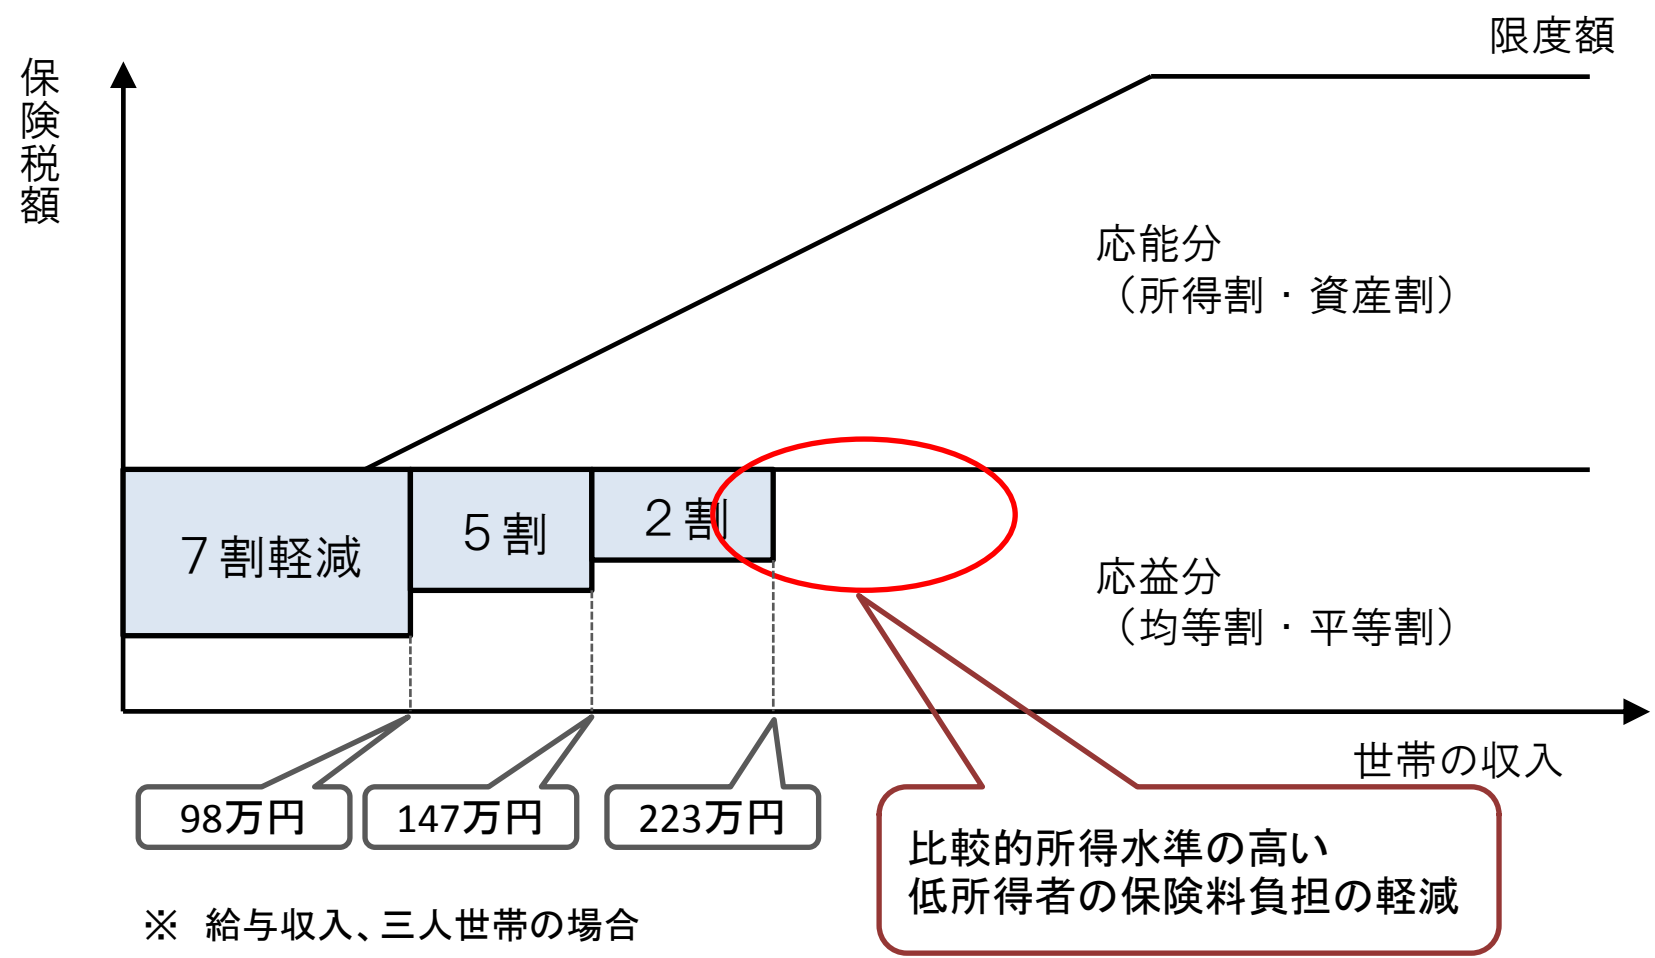 限度額
保険税額
応能分
（所得割・資産割）
７割軽減
５割
２割
応益分
（均等割・平等割）
世帯の収入
98万円
147万円
223万円
比較的所得水準の高い
低所得者の保険料負担の軽減
※　給与収入、三人世帯の場合